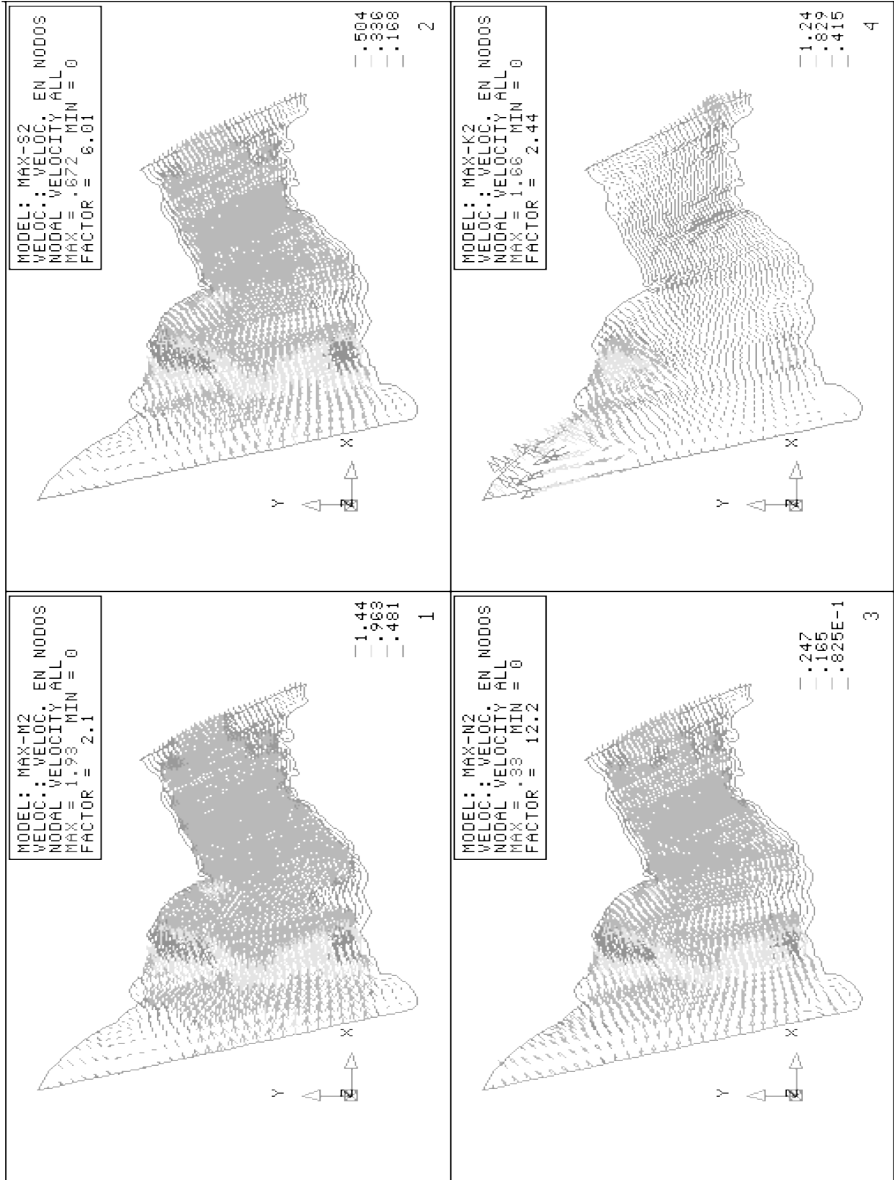 MODEL: MAX-M2
VELOC.: VELOC. EN NODOS
NODAL VELOCITY ALL
MAX = 1.93 MIN = 0
FACTOR = 2.1
1.44
.963
.481
1
Y
X
Z
MODEL: MAX-S2
VELOC.: VELOC. EN NODOS
NODAL VELOCITY ALL
MAX = .672 MIN = 0
FACTOR = 6.01
.504
.336
.168
2
Y
X
Z
MODEL: MAX-N2
VELOC.: VELOC. EN NODOS
NODAL VELOCITY ALL
MAX = .33 MIN = 0
FACTOR = 12.2
.247
.165
.825E-1
3
Y
X
Z
MODEL: MAX-K2
VELOC.: VELOC. EN NODOS
NODAL VELOCITY ALL
MAX = 1.66 MIN = 0
FACTOR = 2.44
1.24
.829
.415
4
Y
X
Z